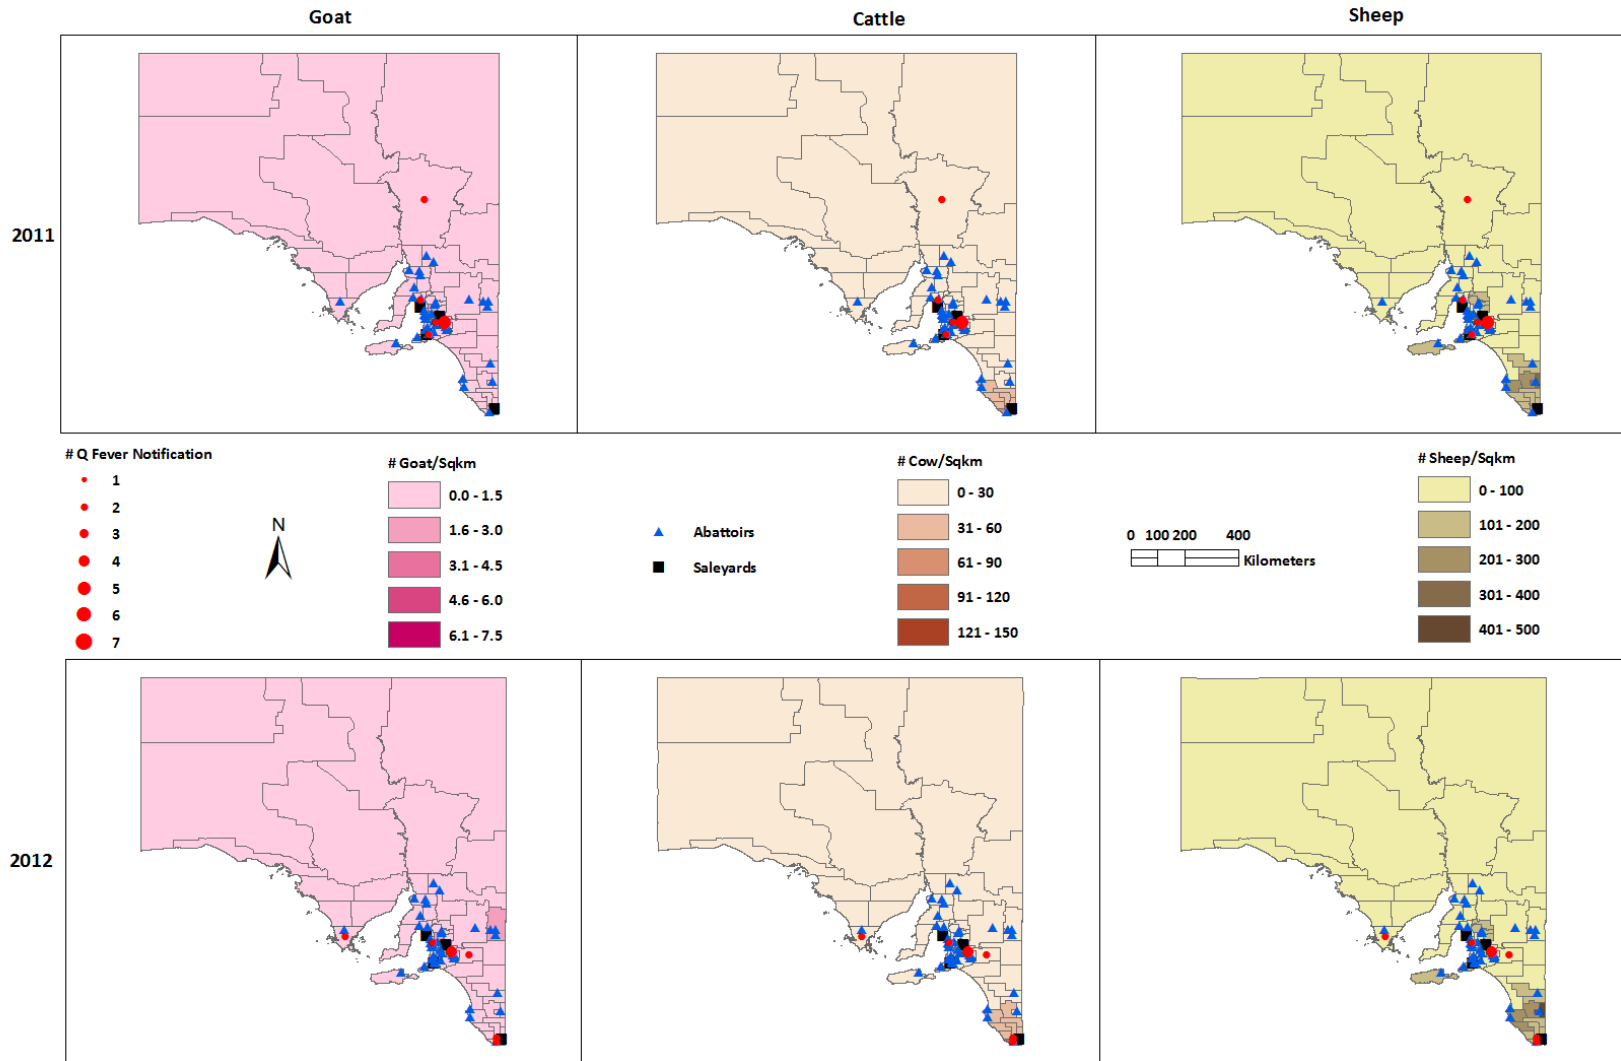 Goat
Cattle
Sheep
2011
# Q Fever Notification
1
2
3
4
5
6
7
N
# Goat/Sqkm
0.0 - 1.5
1.6 - 3.0
3.1 - 4.5
4.6 - 6.0
6.1 - 7.5
Abattoirs
Saleyards
# Cow/Sqkm
0 - 30
31 - 60
61 - 90
91 - 120
121 - 150
0 100 200 400
Kilometers
# Sheep/Sqkm
0 - 100
101 - 200
201 - 300
301 - 400
401 - 500
2012